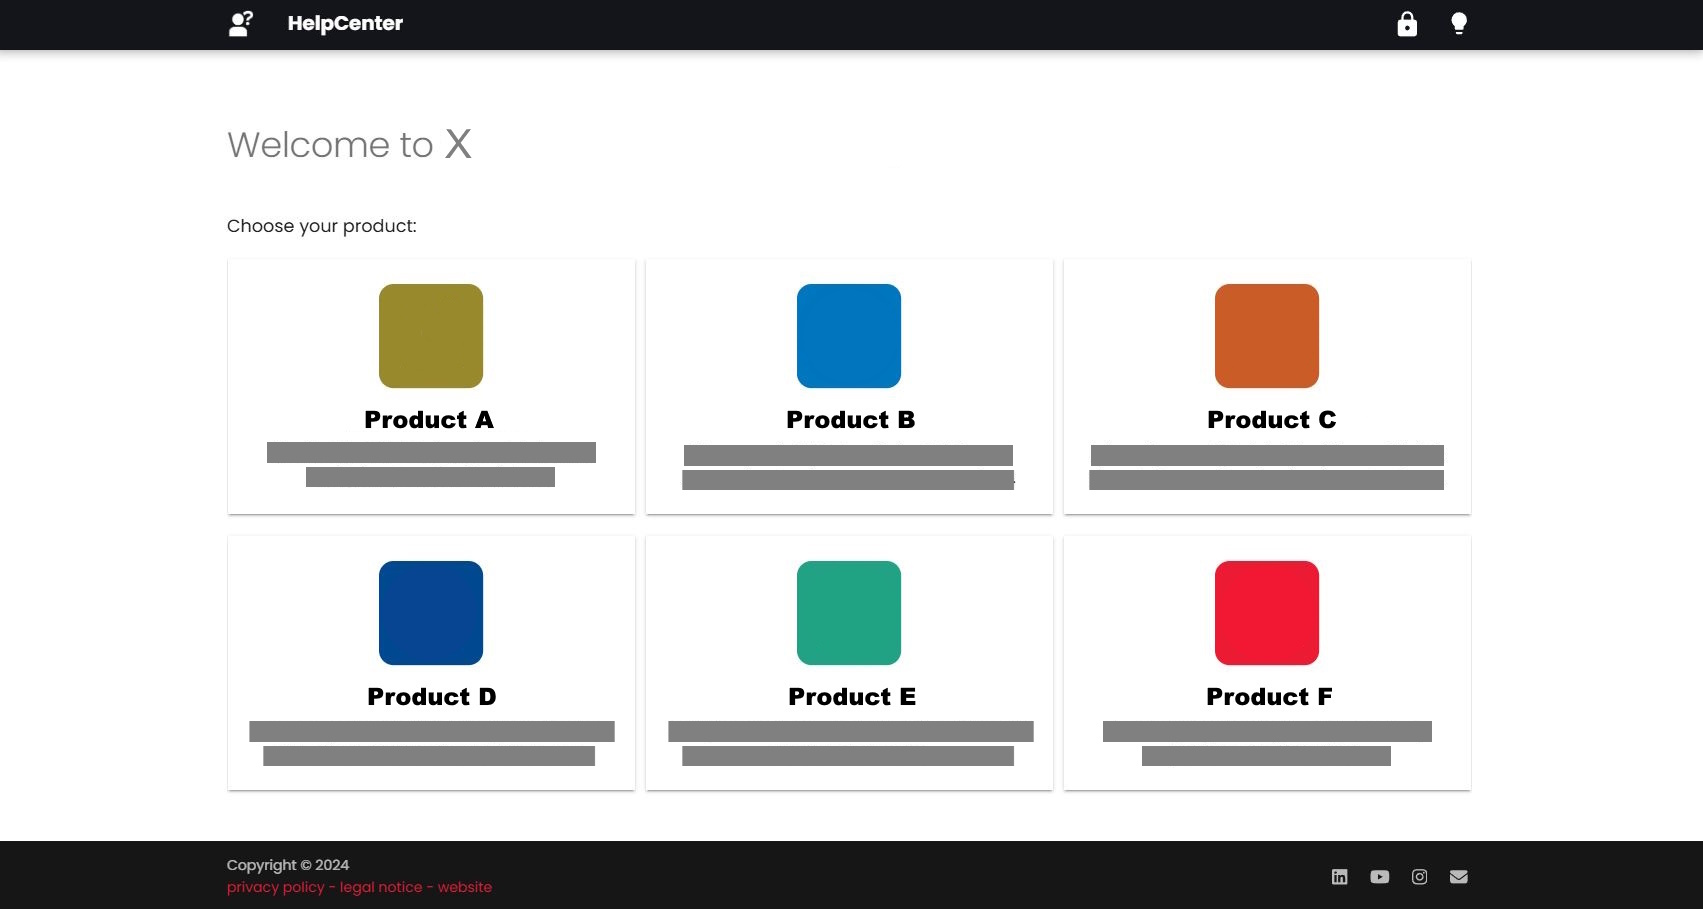 HelpCenter
Welcome to X
Choose your product:
Product A
Product B
Product C
Product D
Product E
Product F
Copyright © 2024
privacy policy - legal notice - website